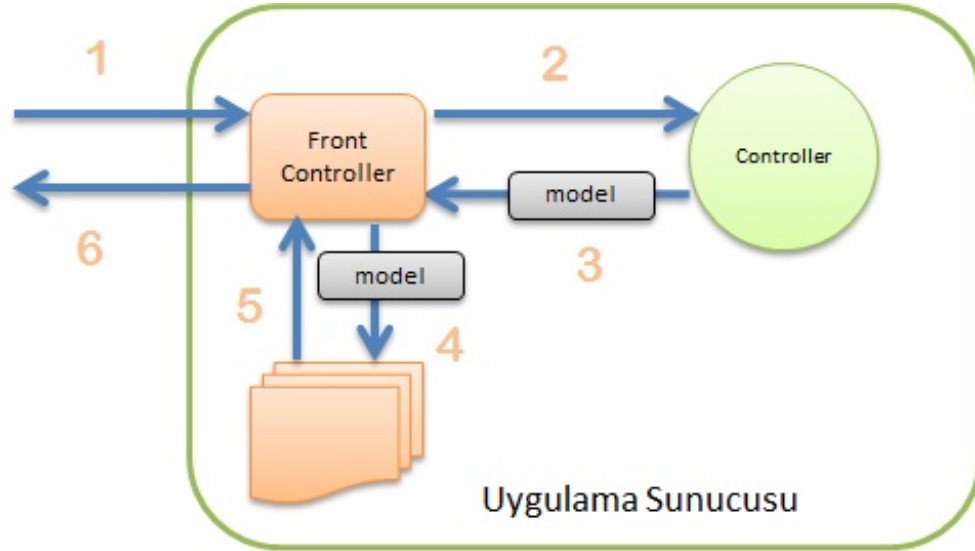 1
2
Front
Controller
Controller
model
6
3
model
5
4
Uygulama Sunucusu